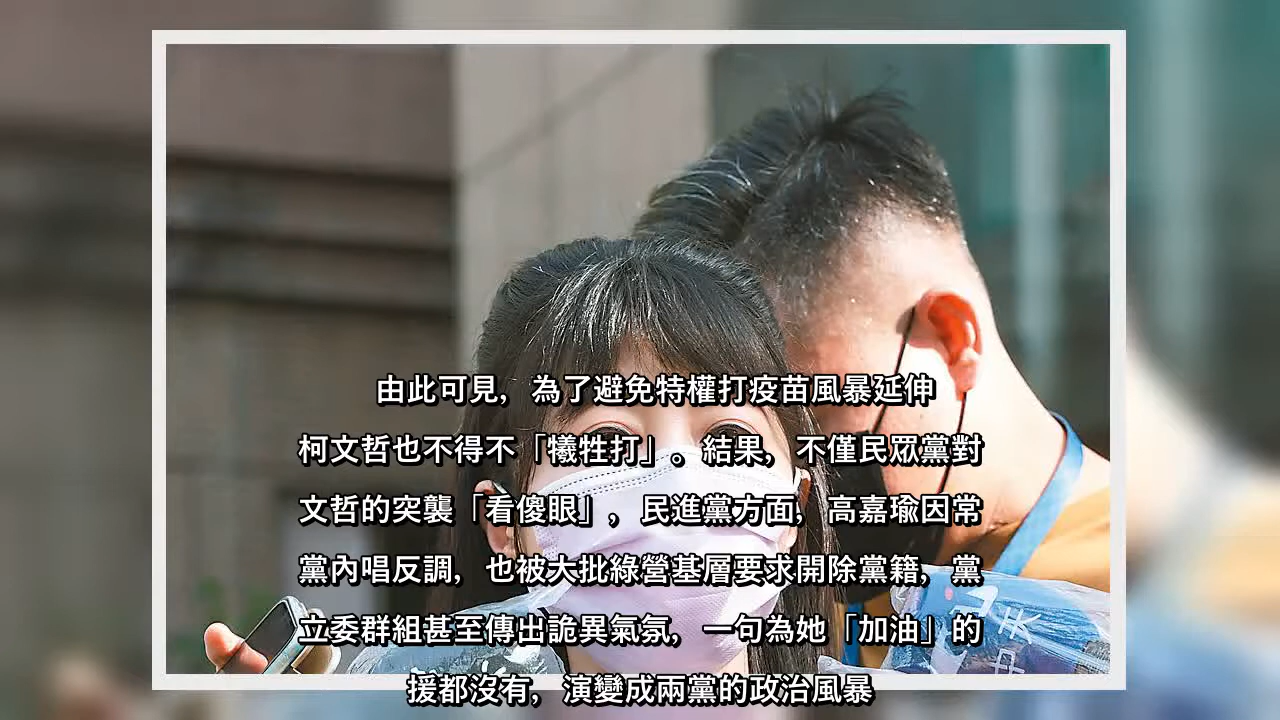 由此可見，為了避免特權打疫苗風暴延伸
柯文哲也不得不「犧牲打」。結果，不僅民眾黨對
文哲的突襲「看傻眼」，民進黨方面，高嘉瑜因常
黨內唱反調，也被大批綠營基層要求開除黨籍，黨
立委群組甚至傳出詭異氣氛，一句為她「加油」的
援都沒有，演變成兩黨的政治風暴